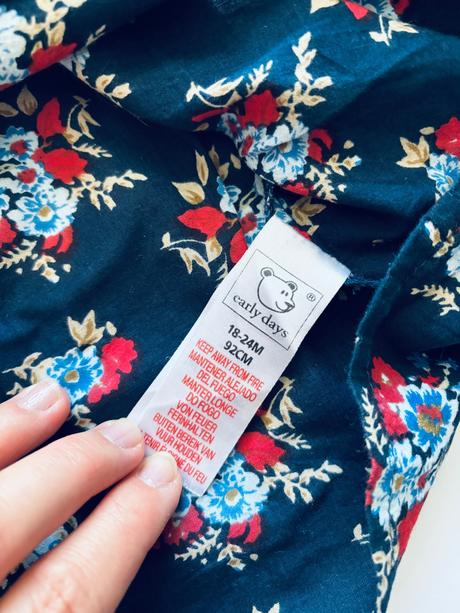 early days
®
18-24M
92CM
KEEP AWAY FROM FIRE
MANTENER ALEJADO
DEL FUEGO
MANTER LONGE
DO FOGO
VON FEUER
FERNHALTEN
BUITEN BEREIK VAN
VUUR HOUDEN
DU FEU